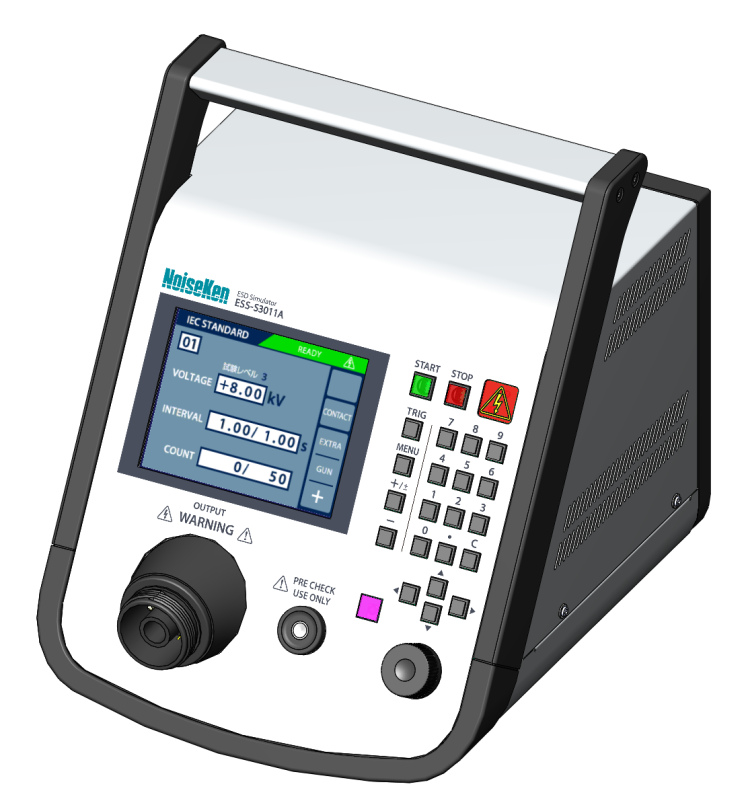 NoiseKen
ESD Simulator
ESS-S3011A
IEC STANDARD
READY
01
試験レベル 3
VOLTAGE +8.00 kV
CONTACT
INTERVAL 1.00/ 1.00 s
EXTRA
COUNT 0/ 50
GUN
+
START STOP
TRIG
MENU
+/±
−
7 8 9
4 5 6
1 2 3
0 • C
OUTPUT
WARNING
PRE CHECK
USE ONLY